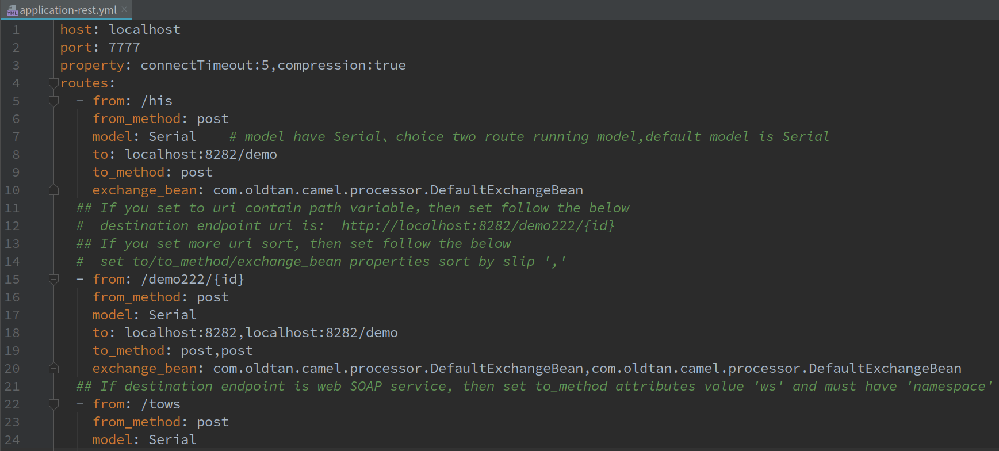 application-rest.yml
1 host: localhost
2 port: 7777
3 property: connectTimeout:5,compression:true
4 routes:
5   - from: /his
6     from_method: post
7     model: Serial    # model have Serial、choice two route running model,default model is Serial
8     to: localhost:8282/demo
9     to_method: post
10     exchange_bean: com.oldtan.camel.processor.DefaultExchangeBean
11   ## If you set to uri contain path variable, then set follow the below
12   #  destination endpoint uri is:  http://localhost:8282/demo222/{id}
13   ## If you set more uri sort, then set follow the below
14   #  set to/to_method/exchange_bean properties sort by slip ','
15   - from: /demo222/{id}
16     from_method: post
17     model: Serial
18     to: localhost:8282,localhost:8282/demo
19     to_method: post,post
20     exchange_bean: com.oldtan.camel.processor.DefaultExchangeBean,com.oldtan.camel.processor.DefaultExchangeBean
21   ## If destination endpoint is web SOAP service, then set to_method attributes value 'ws' and must have 'namespace'
22   - from: /tows
23     from_method: post
24     model: Serial